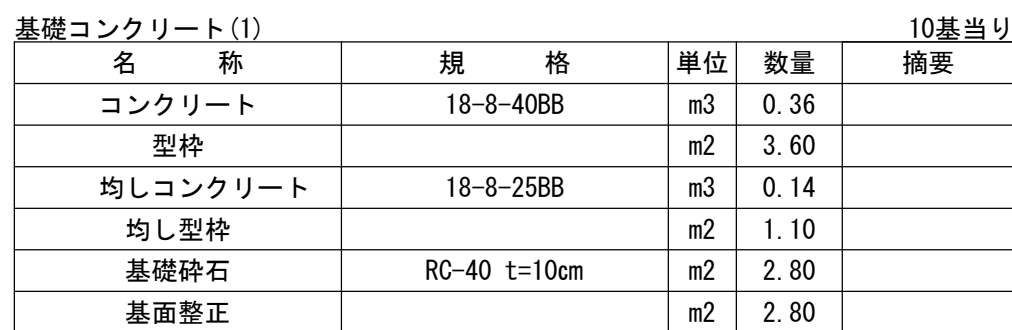 基礎コンクリート(1) 10基当り
名 称 規 格 単位 数量 摘要
コンクリート 18-8-40BB m3 0.36
型枠 m2 3.60
均しコンクリート 18-8-25BB m3 0.14
均し型枠 m2 1.10
基礎砕石 RC-40 t=10cm m2 2.80
基面整正 m2 2.80